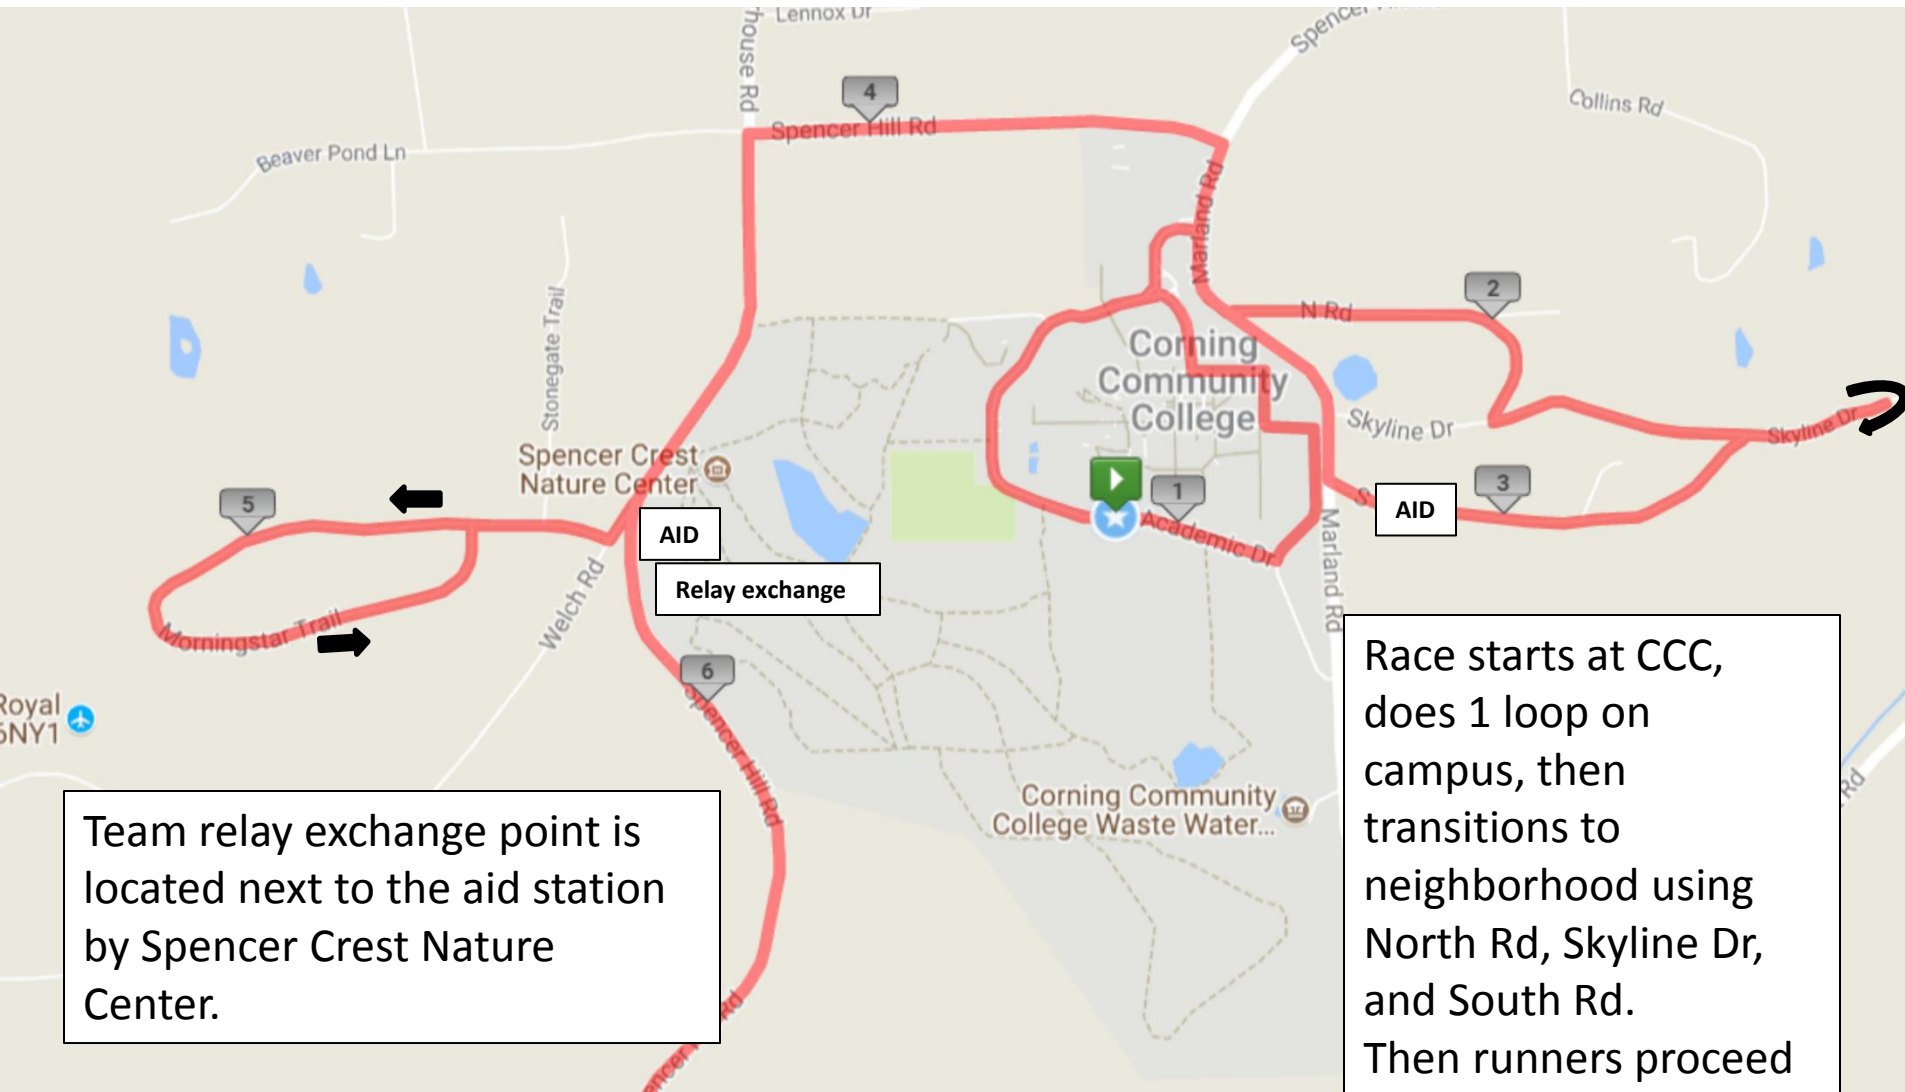 Lennox Dr
house Rd
Spencer
Collins Rd
4
Spencer Hill Rd
Beaver Pond Ln
Marland Rd
2
N Rd
Stonegate Trail
Corning
Community
College
Skyline Dr
Skyline Dr
Spencer Crest
Nature Center
5
1
3
S
AID
AID
Academic Dr
Marland Rd
Relay exchange
Welch Rd
Morningstar Trail
6
Royal
6NY1
Spencer Hill Rd
Corning Community
College Waste Water...
Rd
Race starts at CCC,
does 1 loop on
campus, then
transitions to
neighborhood using
North Rd, Skyline Dr,
and South Rd.
Then runners proceed
Team relay exchange point is
located next to the aid station
by Spencer Crest Nature
Center.
Rd